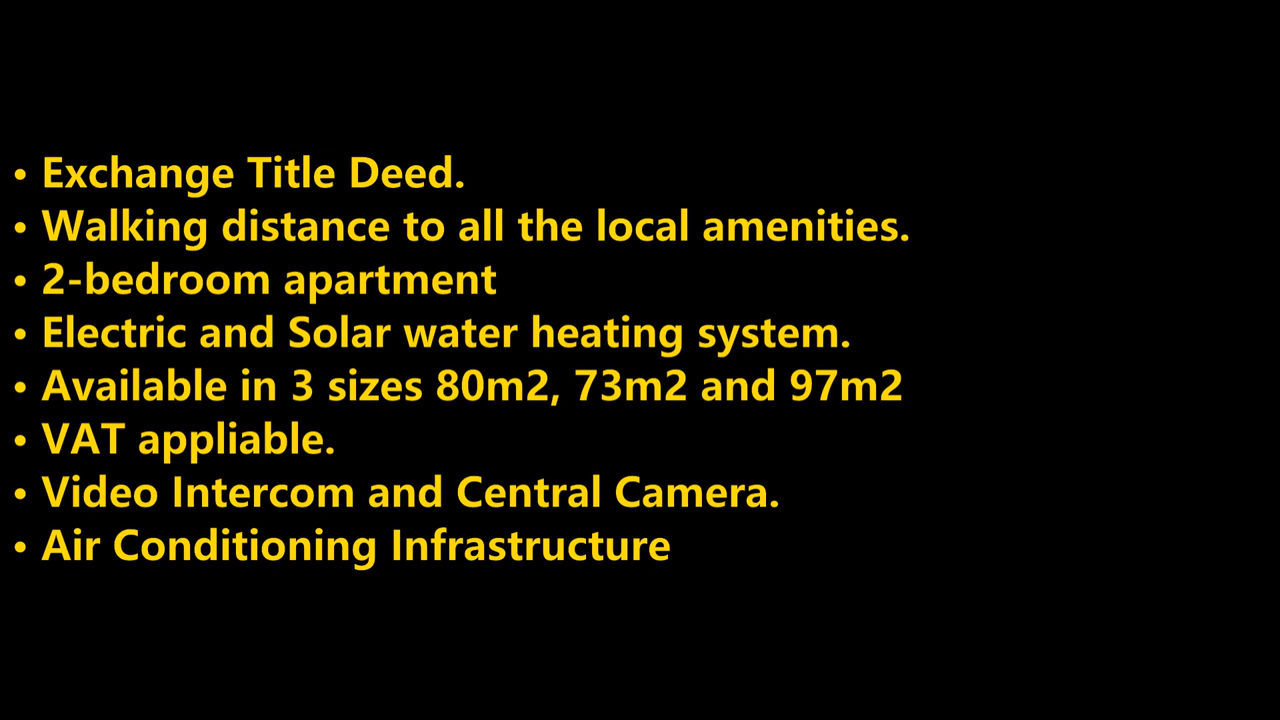 • Exchange Title Deed.
• Walking distance to all the local amenities.
• 2-bedroom apartment
• Electric and Solar water heating system.
• Available in 3 sizes 80m2, 73m2 and 97m2
• VAT appliable.
• Video Intercom and Central Camera.
• Air Conditioning Infrastructure